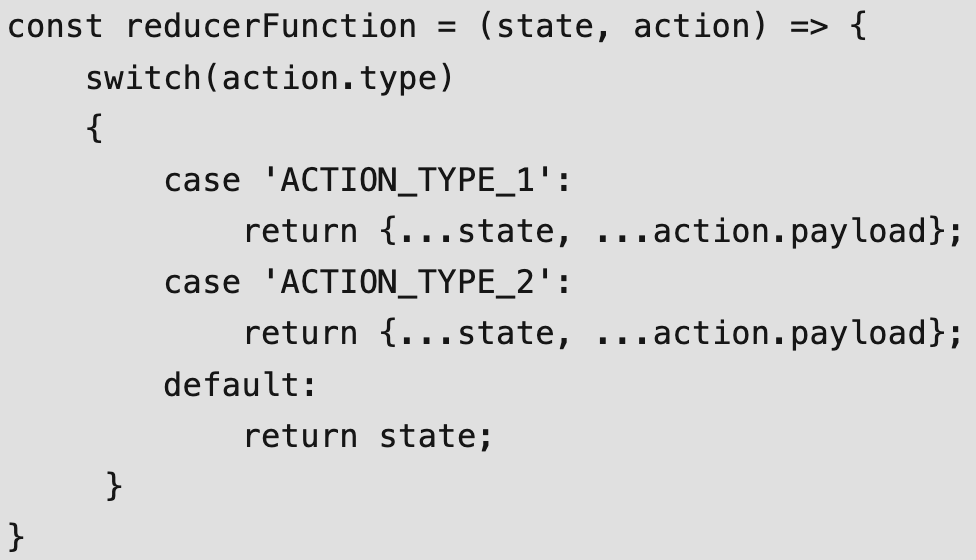 const reducerFunction = (state, action) => {
    switch(action.type)
    {
        case 'ACTION_TYPE_1':
            return {...state, ...action.payload};
        case 'ACTION_TYPE_2':
            return {...state, ...action.payload};
        default:
            return state;
     }
}